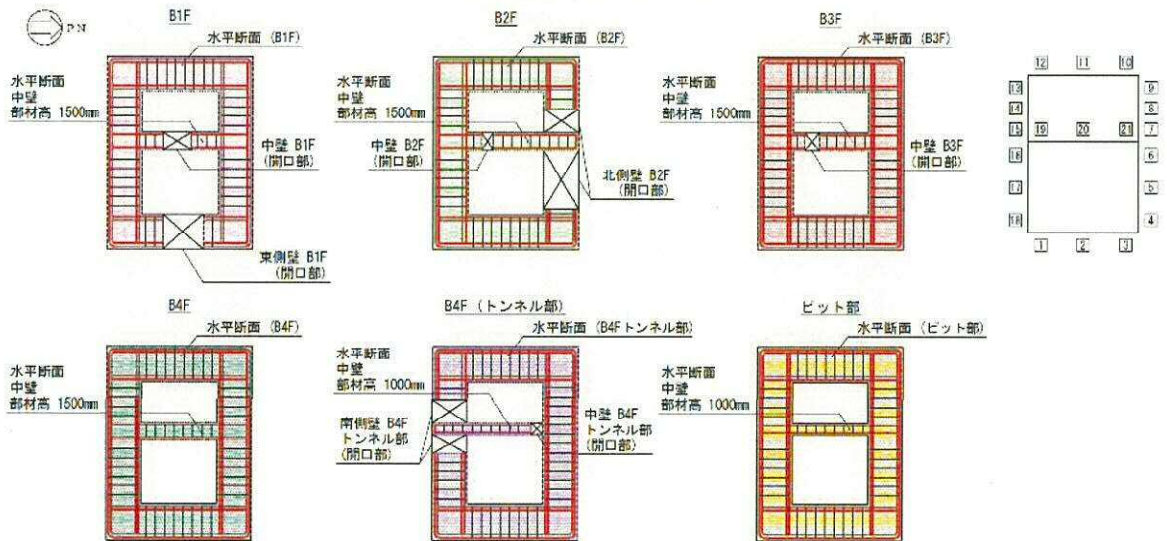 P N
B1F
水平断面 (B1F)
水平断面
中壁
部材高 1500mm
中壁 B1F
(開口部)
東側壁 B1F
(開口部)
B2F
水平断面 (B2F)
水平断面
中壁
部材高 1500mm
中壁 B2F
(開口部)
北側壁 B2F
(開口部)
B3F
水平断面 (B3F)
水平断面
中壁
部材高 1500mm
中壁 B3F
(開口部)
12 11 10
13 9
14 8
15 19 20 21 7
16 6
17 5
18 4
1 2 3
B4F
水平断面 (B4F)
水平断面
中壁
部材高 1500mm
B4F (トンネル部)
水平断面 (B4Fトンネル部)
水平断面
中壁
部材高 1000mm
南側壁 B4F
トンネル部
(開口部)
中壁 B4F
トンネル部
(開口部)
ピット部
水平断面 (ピット部)
水平断面
中壁
部材高 1000mm